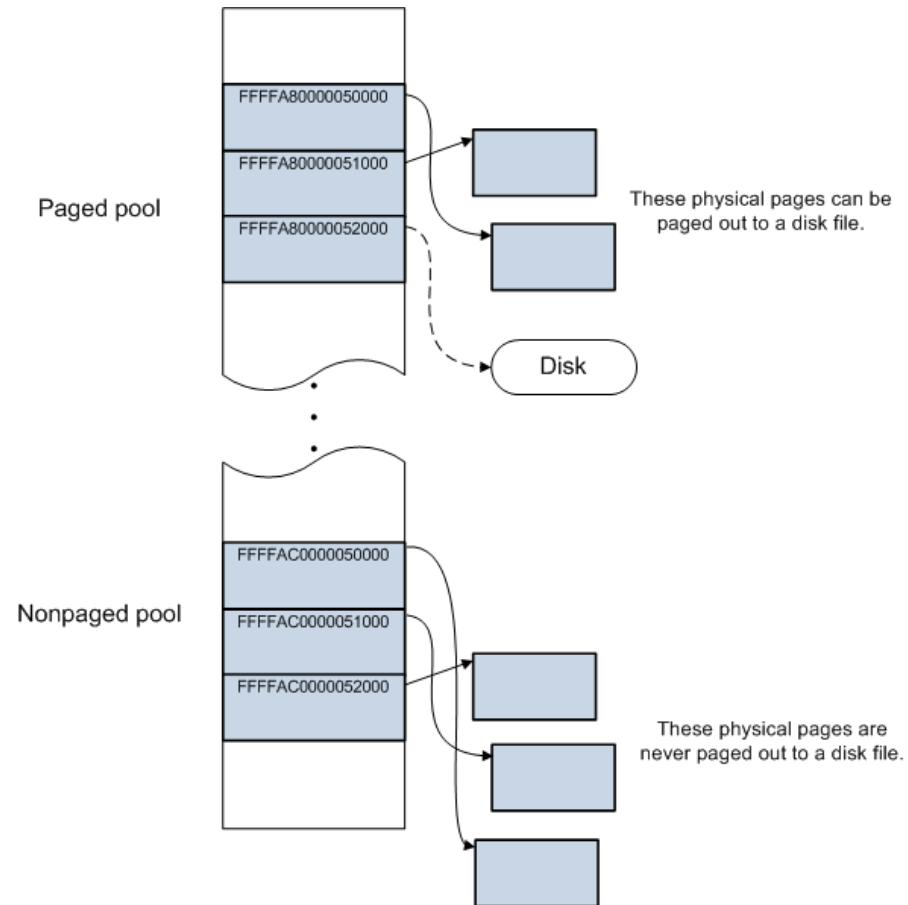 FFFFA80000050000
FFFFA80000051000
Paged pool
These physical pages can be
paged out to a disk file.
FFFFA80000052000
Disk
FFFFAC0000050000
Nonpaged pool
FFFFAC0000051000
FFFFAC0000052000
These physical pages are
never paged out to a disk file.